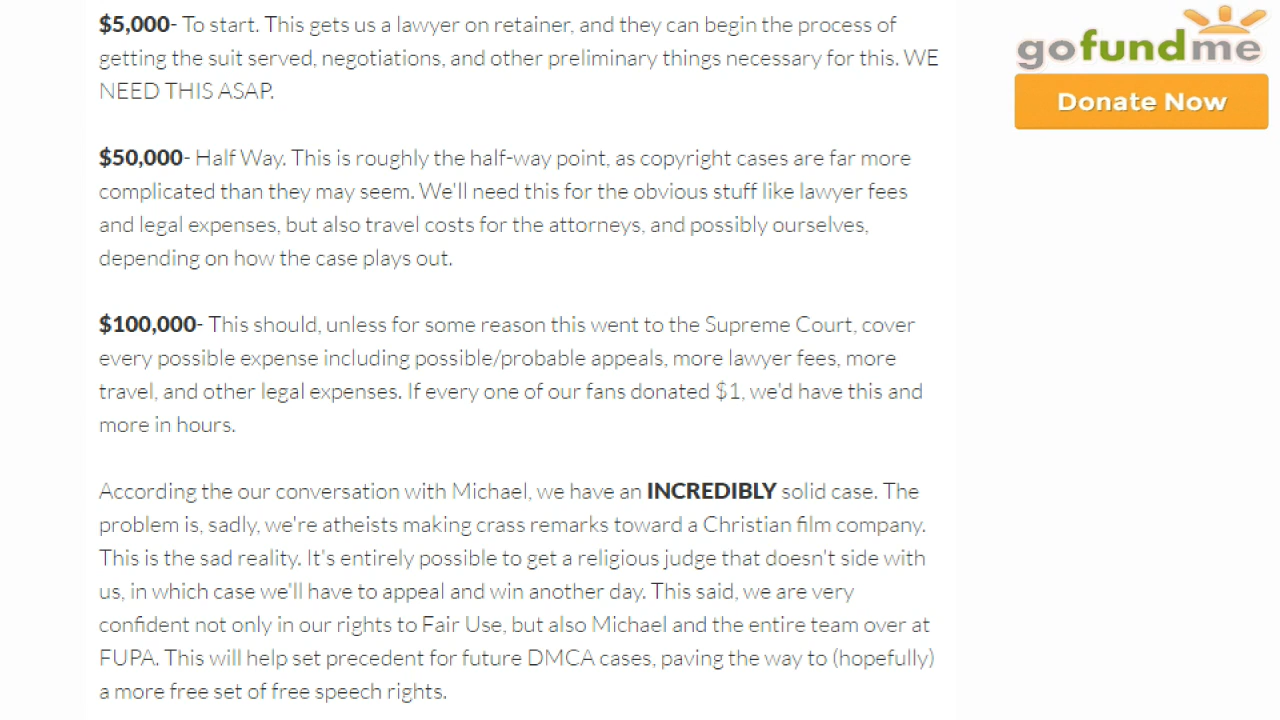 $5,000- To start. This gets us a lawyer on retainer, and they can begin the process of
getting the suit served, negotiations, and other preliminary things necessary for this. WE
NEED THIS ASAP.
$50,000- Half Way. This is roughly the half-way point, as copyright cases are far more
complicated than they may seem. We'll need this for the obvious stuff like lawyer fees
and legal expenses, but also travel costs for the attorneys, and possibly ourselves,
depending on how the case plays out.
$100,000- This should, unless for some reason this went to the Supreme Court, cover
every possible expense including possible/probable appeals, more lawyer fees, more
travel, and other legal expenses. If every one of our fans donated $1, we'd have this and
more in hours.
According the our conversation with Michael, we have an INCREDIBLY solid case. The
problem is, sadly, we're atheists making crass remarks toward a Christian film company.
This is the sad reality. It's entirely possible to get a religious judge that doesn't side with
us, in which case we'll have to appeal and win another day. This said, we are very
confident not only in our rights to Fair Use, but also Michael and the entire team over at
FUPA. This will help set precedent for future DMCA cases, paving the way to (hopefully)
a more free set of free speech rights.
gofundme
Donate Now